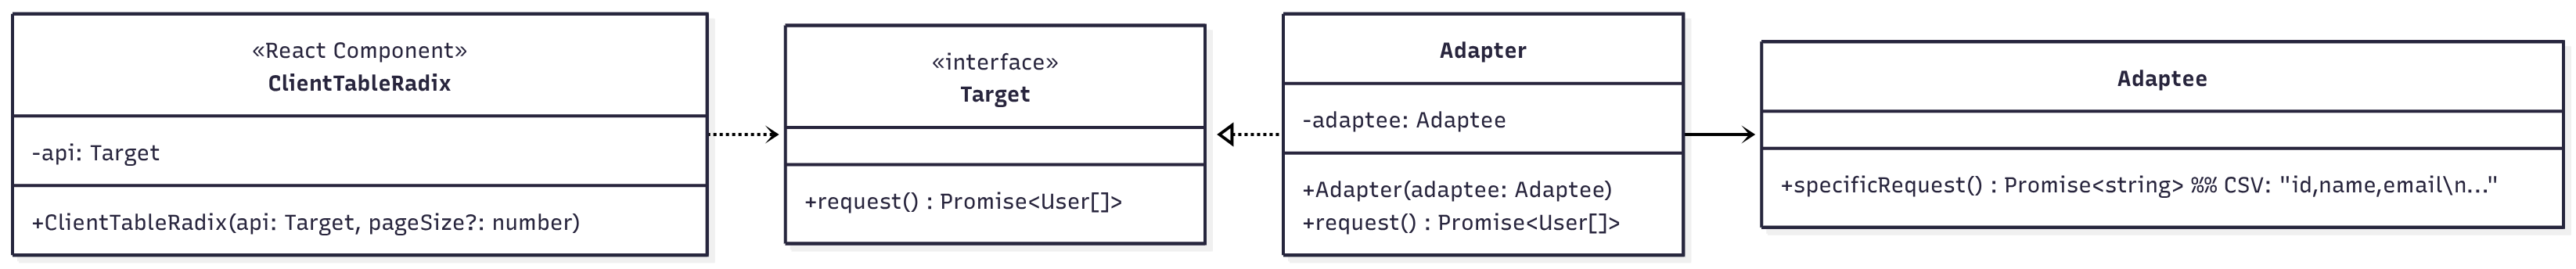 «React Component»
ClientTableRadix
-api: Target
+ClientTableRadix(api: Target, pageSize?: number)
«interface»
Target
+request() : Promise<User[]>
Adapter
-adaptee: Adaptee
+Adapter(adaptee: Adaptee)
+request() : Promise<User[]>
Adaptee
+specificRequest() : Promise<string> %% CSV: "id,name,email\n..."